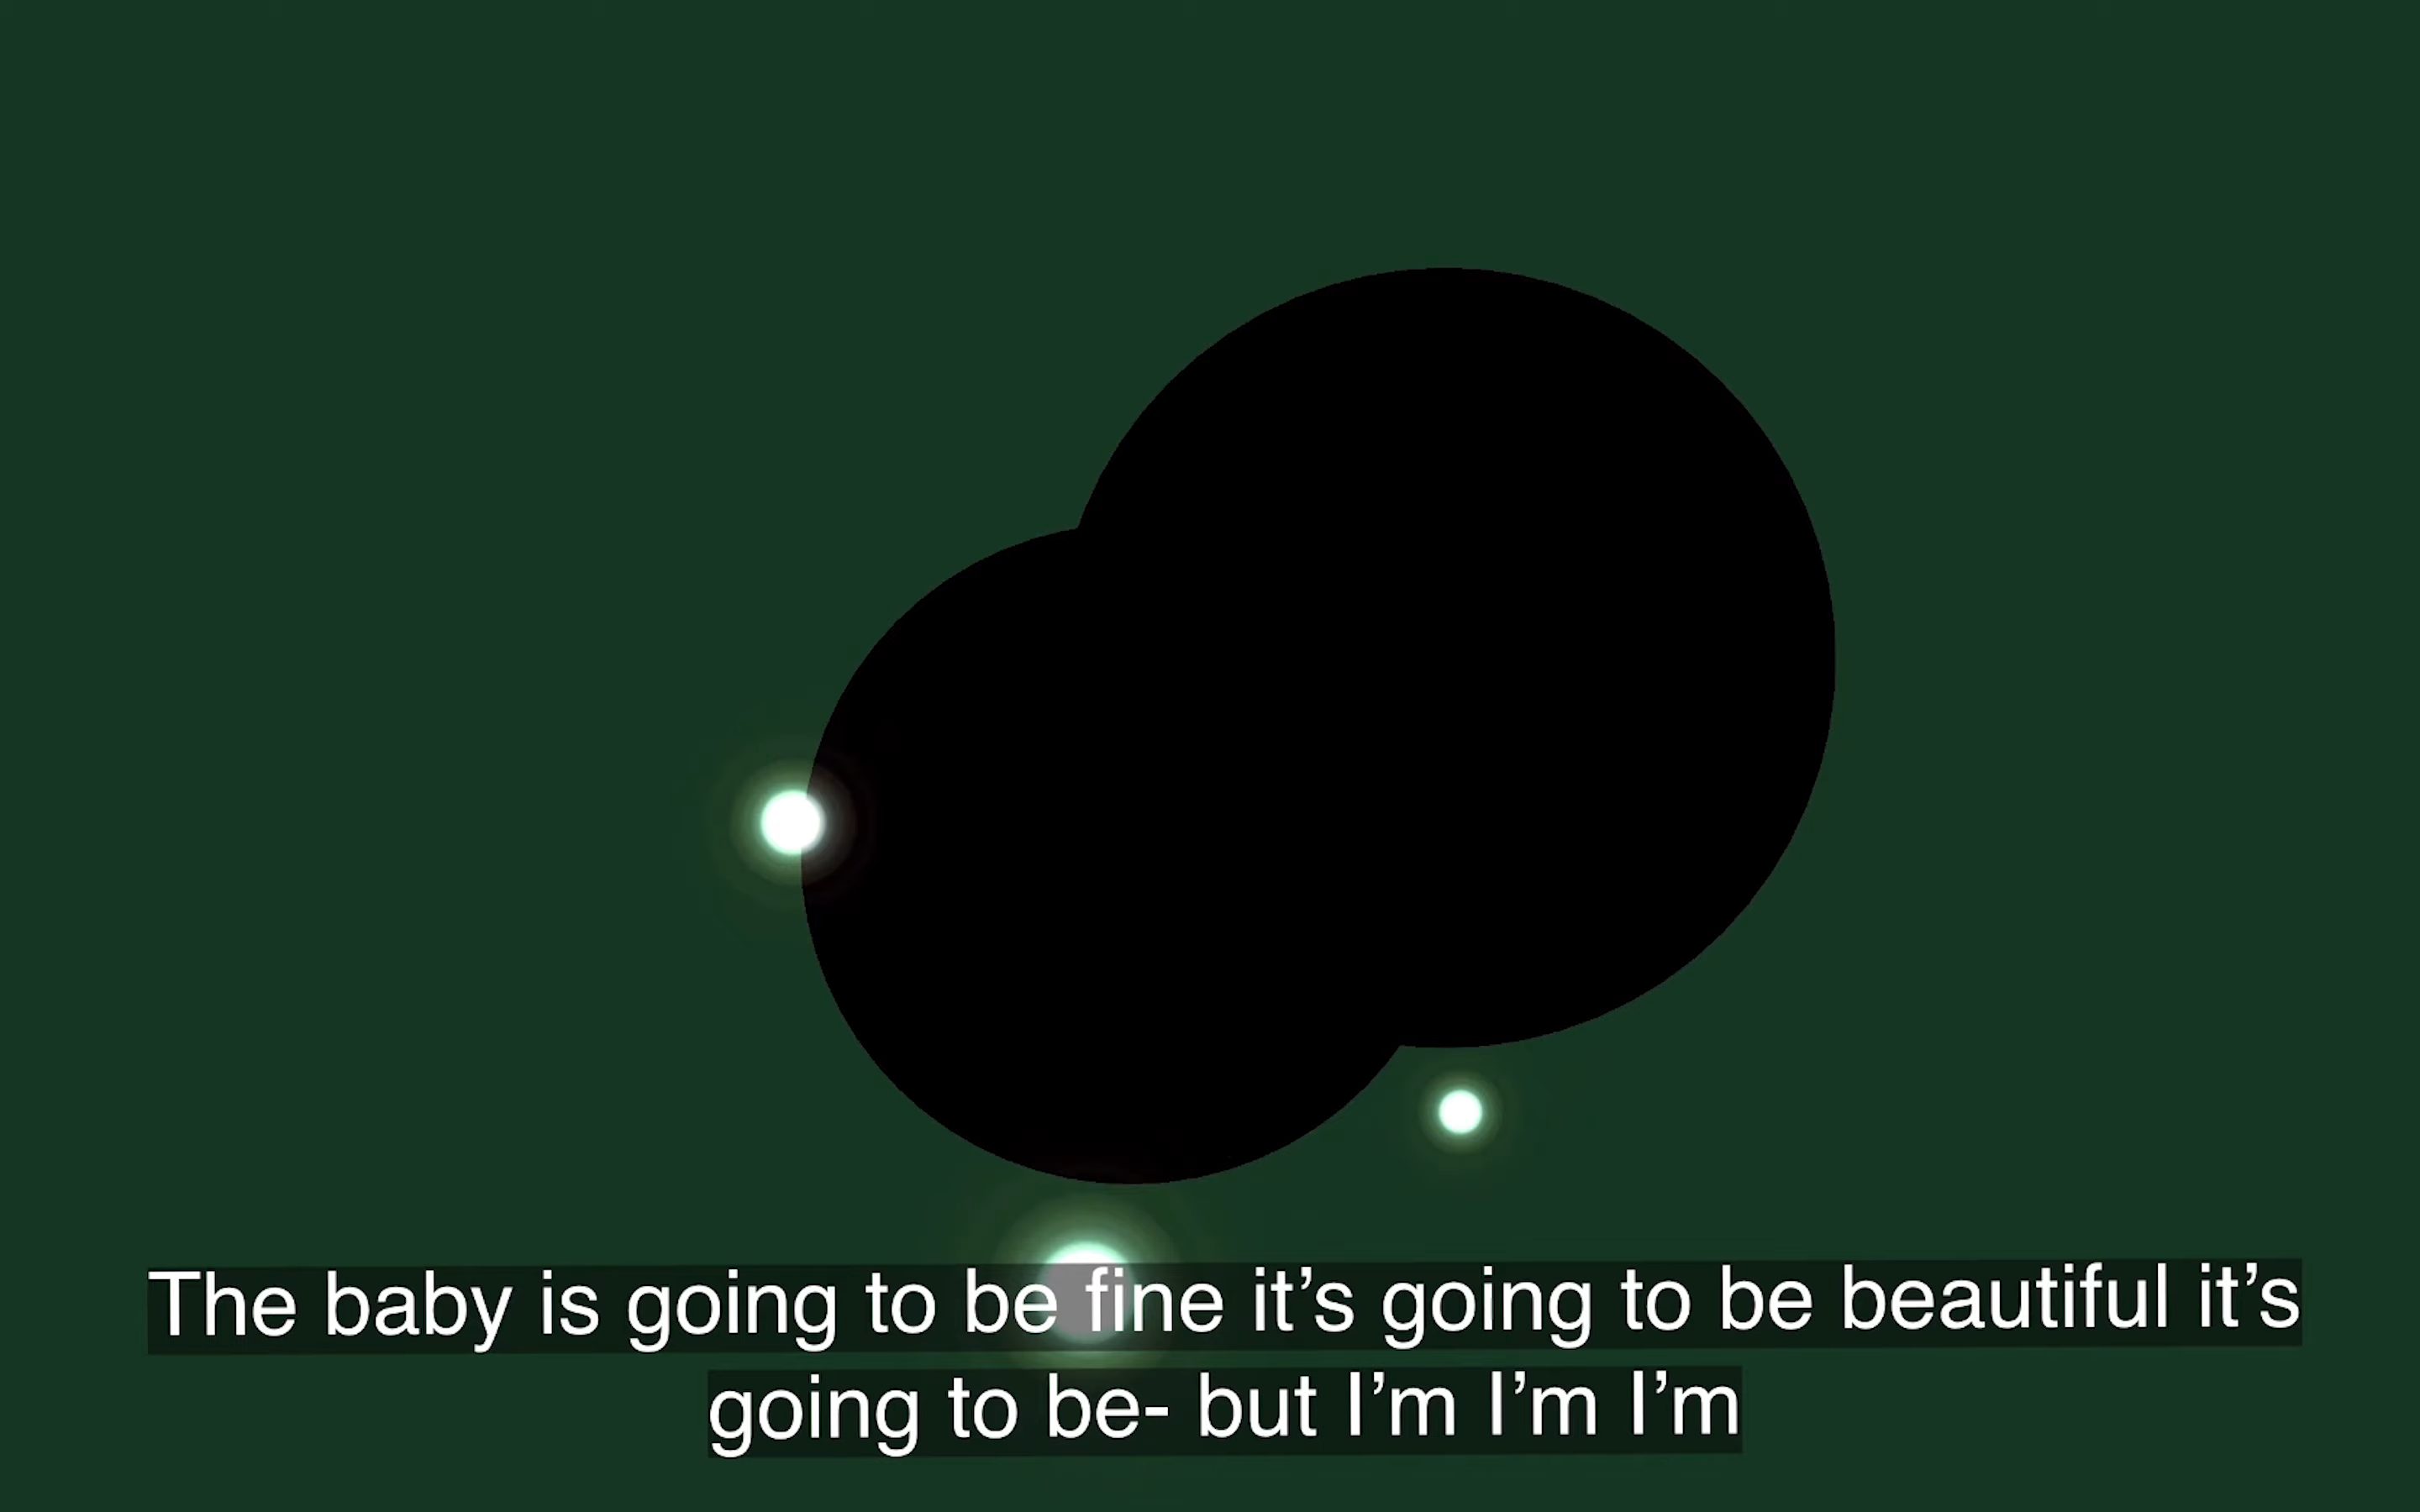 The baby is going to be fine it’s going to be beautiful it’s
going to be- but I’m I’m I’m